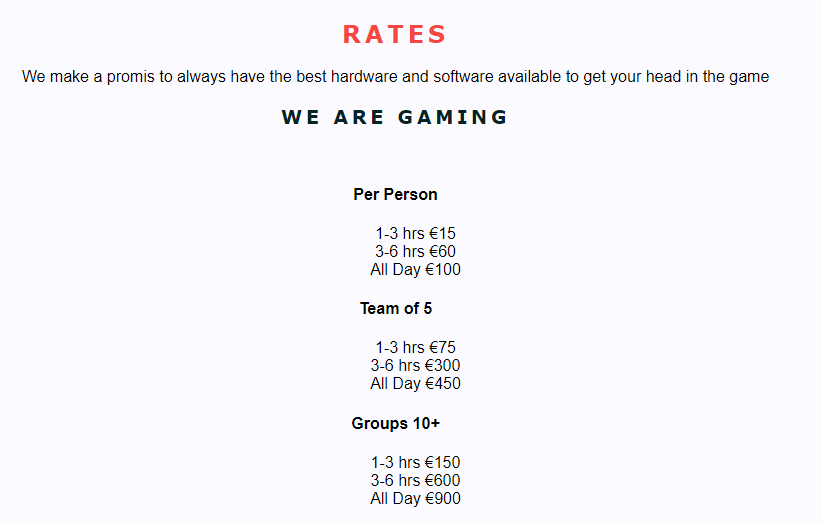 RATES
We make a promis to always have the best hardware and software available to get your head in the game
WE ARE GAMING
Per Person
1-3 hrs €15
3-6 hrs €60
All Day €100
Team of 5
1-3 hrs €75
3-6 hrs €300
All Day €450
Groups 10+
1-3 hrs €150
3-6 hrs €600
All Day €900